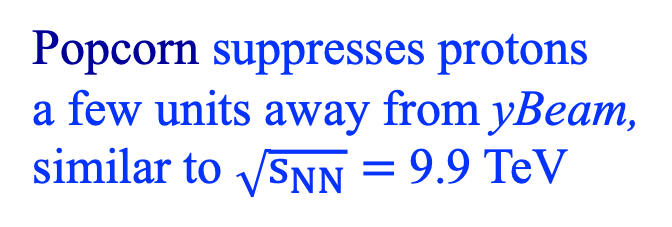 Popcorn suppresses protons
a few units away from yBeam,
similar to √sNN = 9.9 TeV